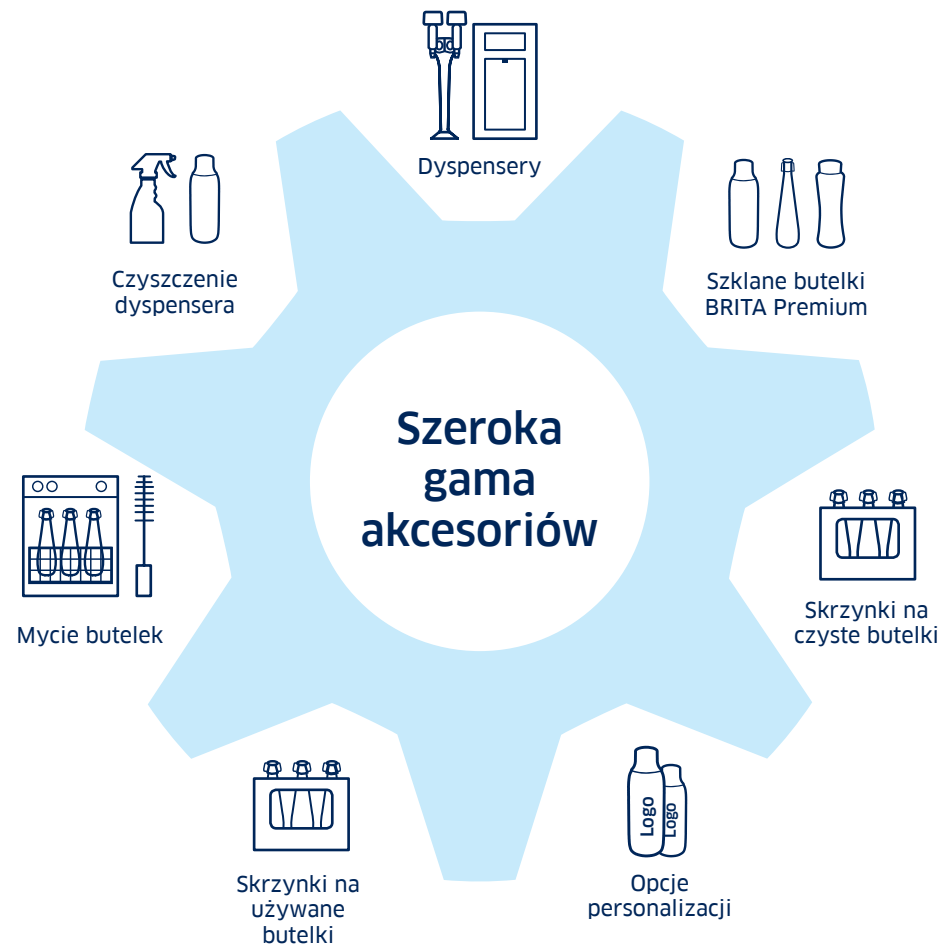 Dyspensery
Czyszczenie
dyspensera
Szklane butelki
BRITA Premium
Szeroka
gama
akcesoriów
Mycie butelek
Skrzynki na
czyste butelki
Skrzynki na
używane
butelki
Logo
Logo
Opcje
personalizacji